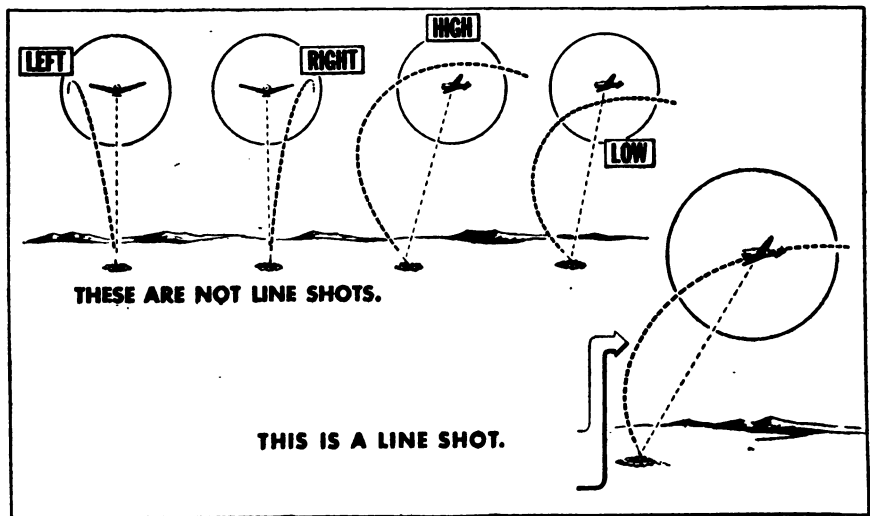 LEFT
RIGHT
HIGH
LOW
THESE ARE NOT LINE SHOTS.
THIS IS A LINE SHOT.